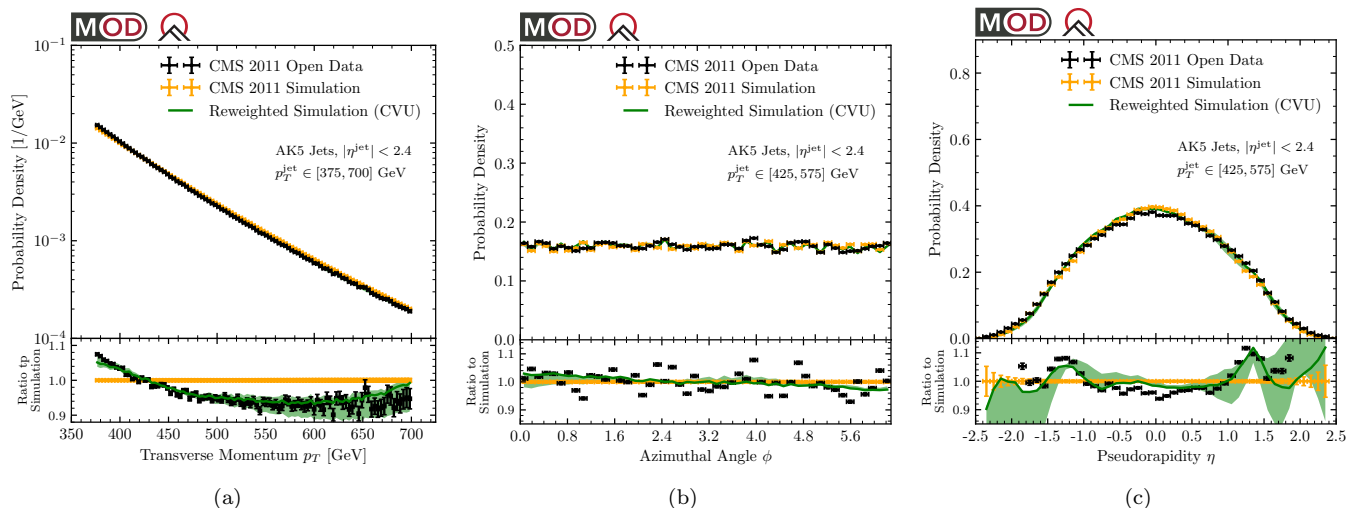 MOD
10⁻¹
10⁻²
10⁻³
10⁻⁴
Probability Density [1/GeV]
CMS 2011 Open Data
CMS 2011 Simulation
Reweighted Simulation (CVU)
AK5 Jets, |η^jet| < 2.4
p_T^jet ∈ [375, 700] GeV
1.1
1.0
0.9
Ratio tp
Simulation
350 400 450 500 550 600 650 700
Transverse Momentum p_T [GeV]
(a)
MOD
0.5
0.4
0.3
0.2
0.1
0.0
Probability Density
CMS 2011 Open Data
CMS 2011 Simulation
Reweighted Simulation (CVU)
AK5 Jets, |η^jet| < 2.4
p_T^jet ∈ [425, 575] GeV
1.1
1.0
0.9
Ratio to
Simulation
0.0 0.8 1.6 2.4 3.2 4.0 4.8 5.6
Azimuthal Angle ϕ
(b)
MOD
0.8
0.6
0.4
0.2
0.0
Probability Density
CMS 2011 Open Data
CMS 2011 Simulation
Reweighted Simulation (CVU)
AK5 Jets, |η^jet| < 2.4
p_T^jet ∈ [425, 575] GeV
1.1
1.0
0.9
Ratio to
Simulation
-2.5 -2.0 -1.5 -1.0 -0.5 0.0 0.5 1.0 1.5 2.0 2.5
Pseudorapidity η
(c)